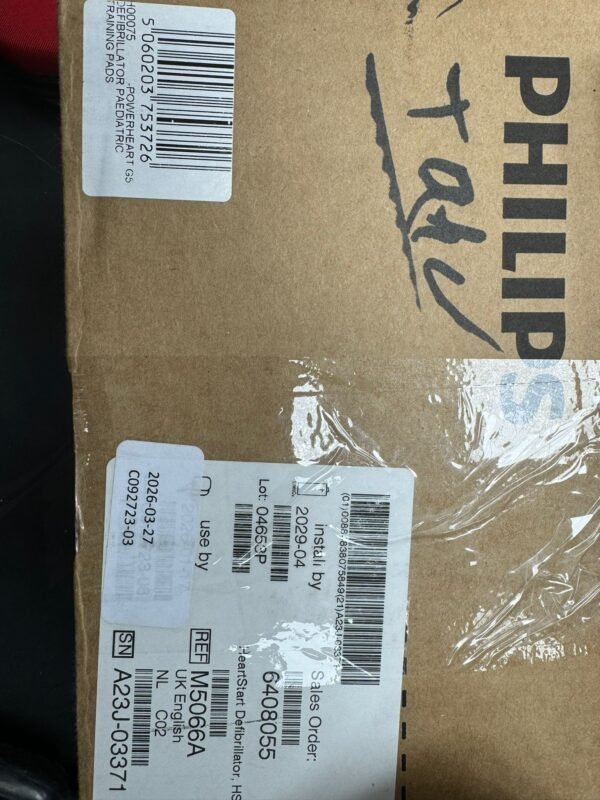 PHILIPS
Tatu
5 060203 753726
-POWERHEART G5
DEFIBRILLATOR PAEDIATRIC
TRAINING PADS
install by
2029-04
Lot: 04653P
use by
2026-03-27
C092723-03
Sales Order:
6408055
HeartStart Defibrillator, HS
REF M5066A
UK English
NL C02
SN A23J-03371